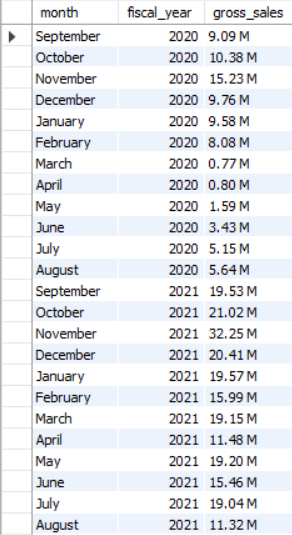 month fiscal_year gross_sales
September 2020 9.09 M
October 2020 10.38 M
November 2020 15.23 M
December 2020 9.76 M
January 2020 9.58 M
February 2020 8.08 M
March 2020 0.77 M
April 2020 0.80 M
May 2020 1.59 M
June 2020 3.43 M
July 2020 5.15 M
August 2020 5.64 M
September 2021 19.53 M
October 2021 21.02 M
November 2021 32.25 M
December 2021 20.41 M
January 2021 19.57 M
February 2021 15.99 M
March 2021 19.15 M
April 2021 11.48 M
May 2021 19.20 M
June 2021 15.46 M
July 2021 19.04 M
August 2021 11.32 M